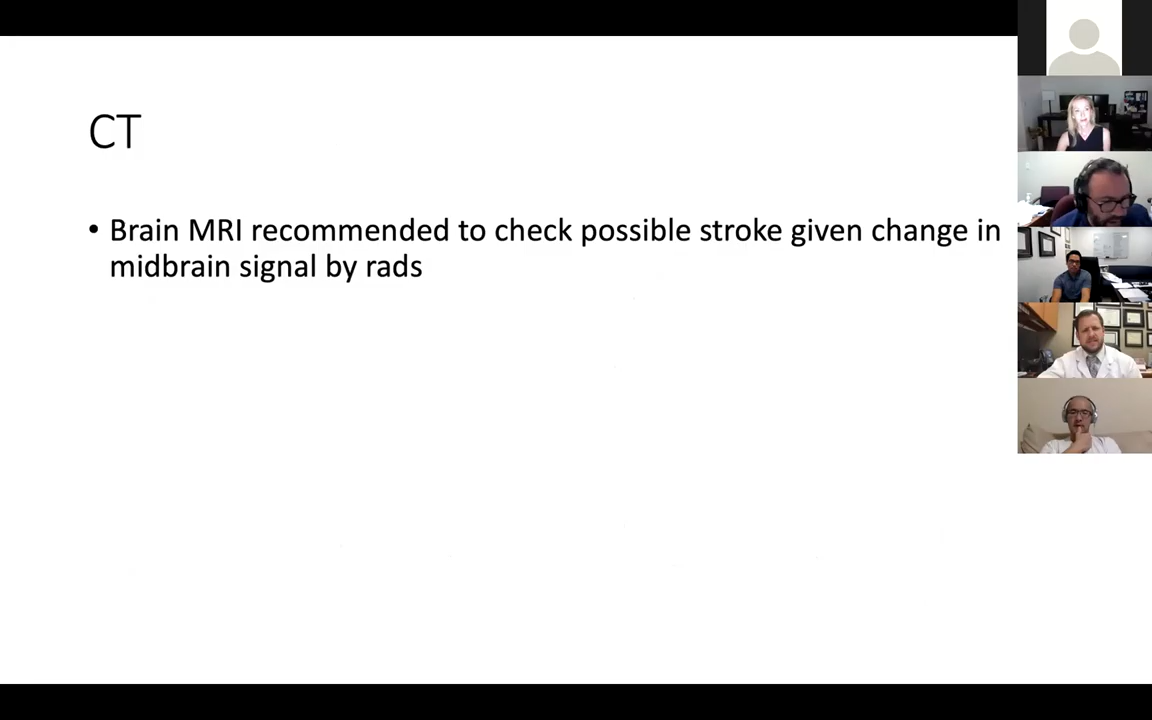 CT
• Brain MRI recommended to check possible stroke given change in
midbrain signal by rads